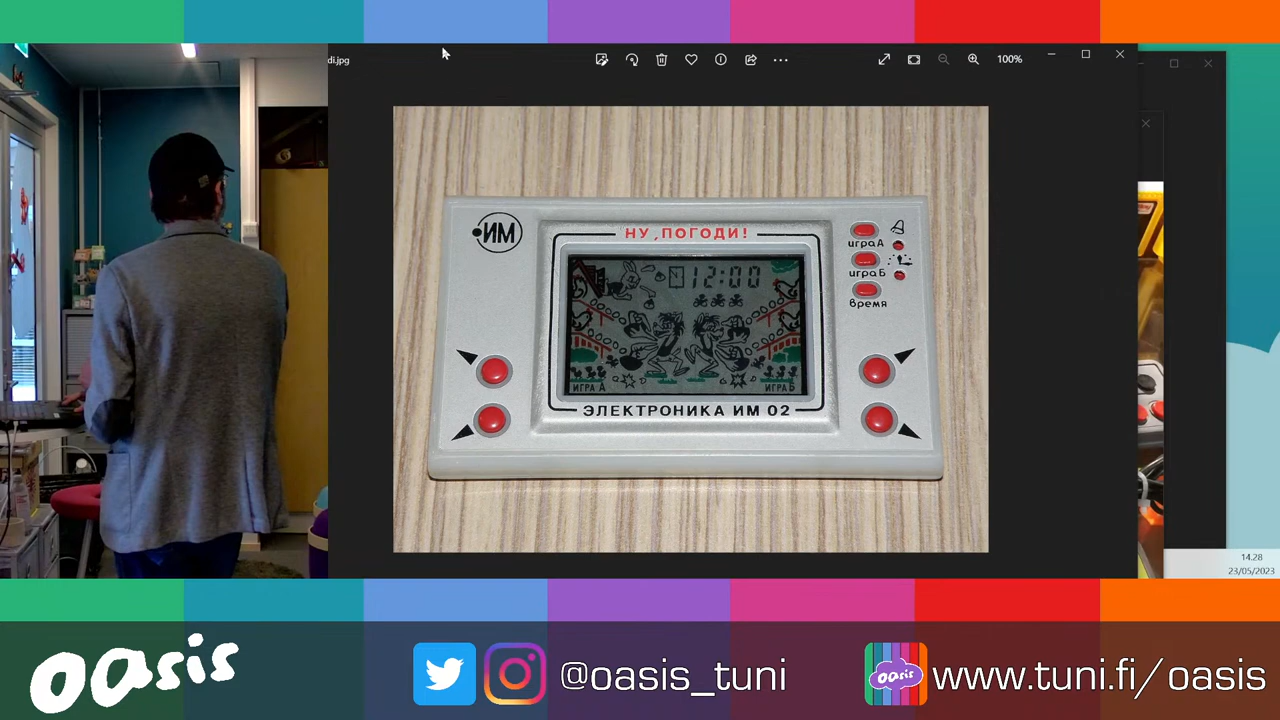 di.jpg
100%
ИМ
НУ,ПОГОДИ!
игра А
игра Б
время
12:00
ИГРА А
ИГРА Б
ЭЛЕКТРОНИКА ИМ 02
14.28
23/05/2023
oasis
@oasis_tuni
oasis
www.tuni.fi/oasis